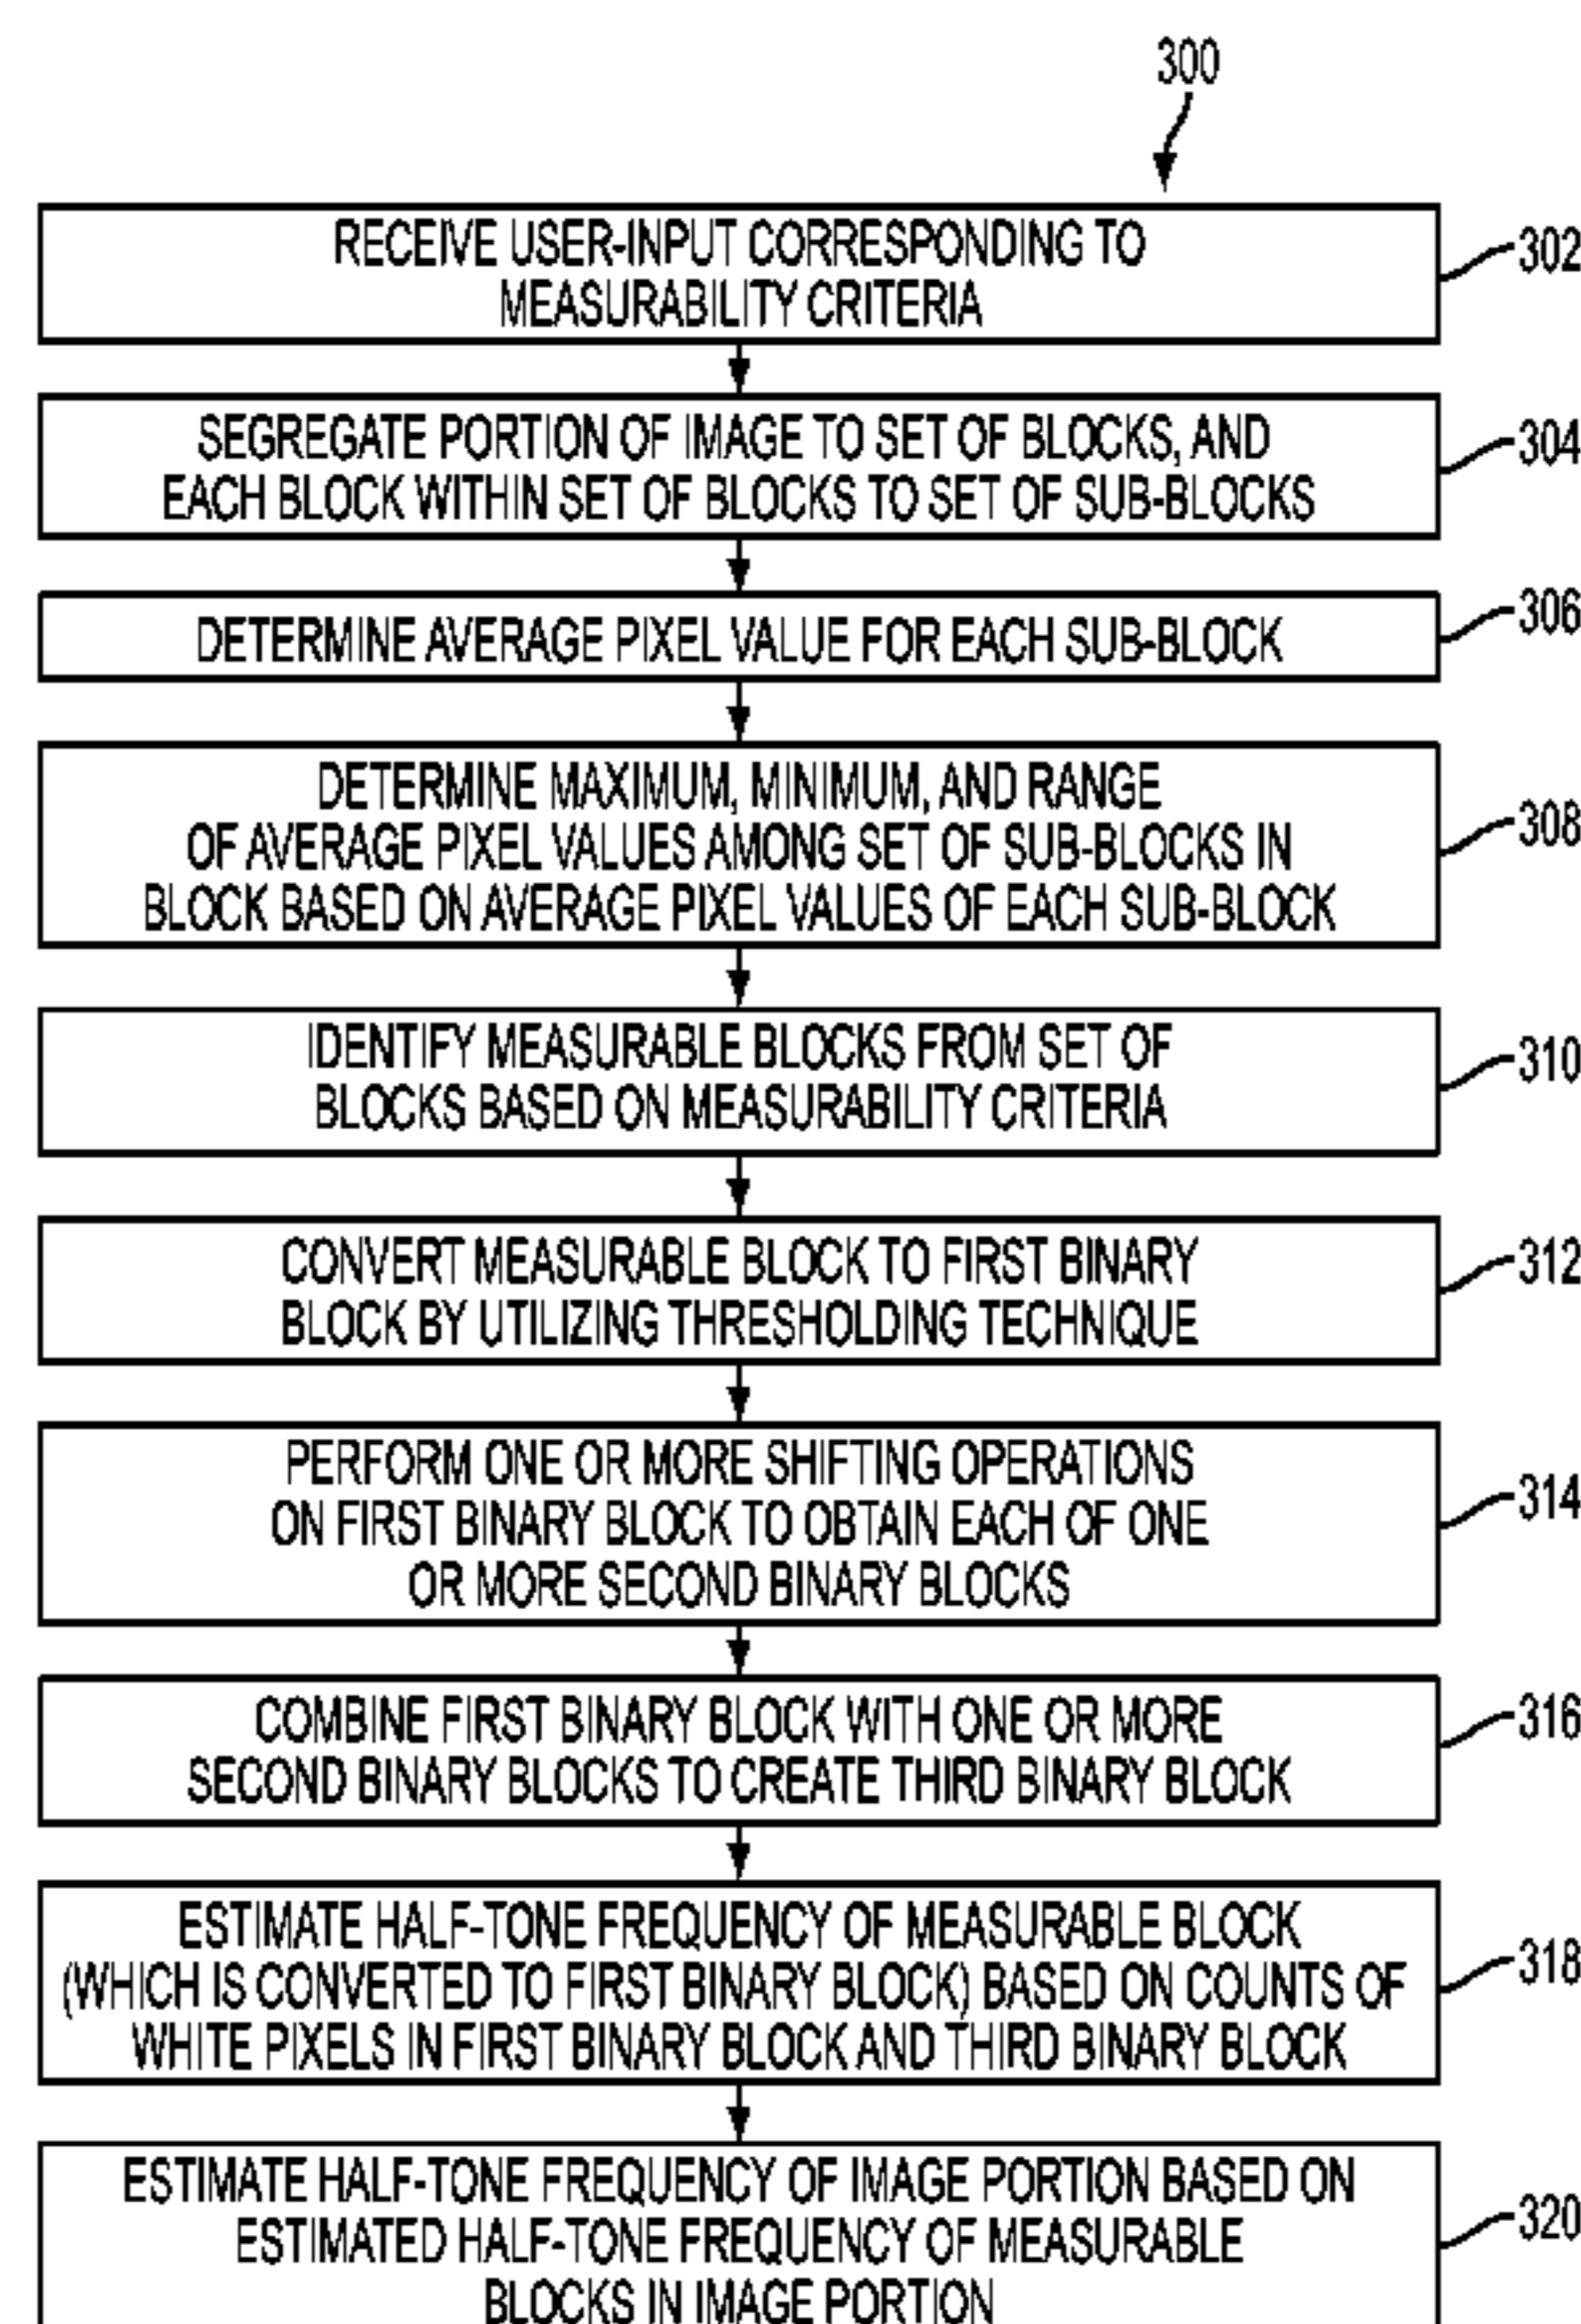 300
RECEIVE USER-INPUT CORRESPONDING TO
MEASURABILITY CRITERIA
302
SEGREGATE PORTION OF IMAGE TO SET OF BLOCKS, AND
EACH BLOCK WITHIN SET OF BLOCKS TO SET OF SUB-BLOCKS
304
DETERMINE AVERAGE PIXEL VALUE FOR EACH SUB-BLOCK
306
DETERMINE MAXIMUM, MINIMUM, AND RANGE
OF AVERAGE PIXEL VALUES AMONG SET OF SUB-BLOCKS IN
BLOCK BASED ON AVERAGE PIXEL VALUES OF EACH SUB-BLOCK
308
IDENTIFY MEASURABLE BLOCKS FROM SET OF
BLOCKS BASED ON MEASURABILITY CRITERIA
310
CONVERT MEASURABLE BLOCK TO FIRST BINARY
BLOCK BY UTILIZING THRESHOLDING TECHNIQUE
312
PERFORM ONE OR MORE SHIFTING OPERATIONS
ON FIRST BINARY BLOCK TO OBTAIN EACH OF ONE
OR MORE SECOND BINARY BLOCKS
314
COMBINE FIRST BINARY BLOCK WITH ONE OR MORE
SECOND BINARY BLOCKS TO CREATE THIRD BINARY BLOCK
316
ESTIMATE HALF-TONE FREQUENCY OF MEASURABLE BLOCK
(WHICH IS CONVERTED TO FIRST BINARY BLOCK) BASED ON COUNTS OF
WHITE PIXELS IN FIRST BINARY BLOCK AND THIRD BINARY BLOCK
318
ESTIMATE HALF-TONE FREQUENCY OF IMAGE PORTION BASED ON
ESTIMATED HALF-TONE FREQUENCY OF MEASURABLE
BLOCKS IN IMAGE PORTION
320